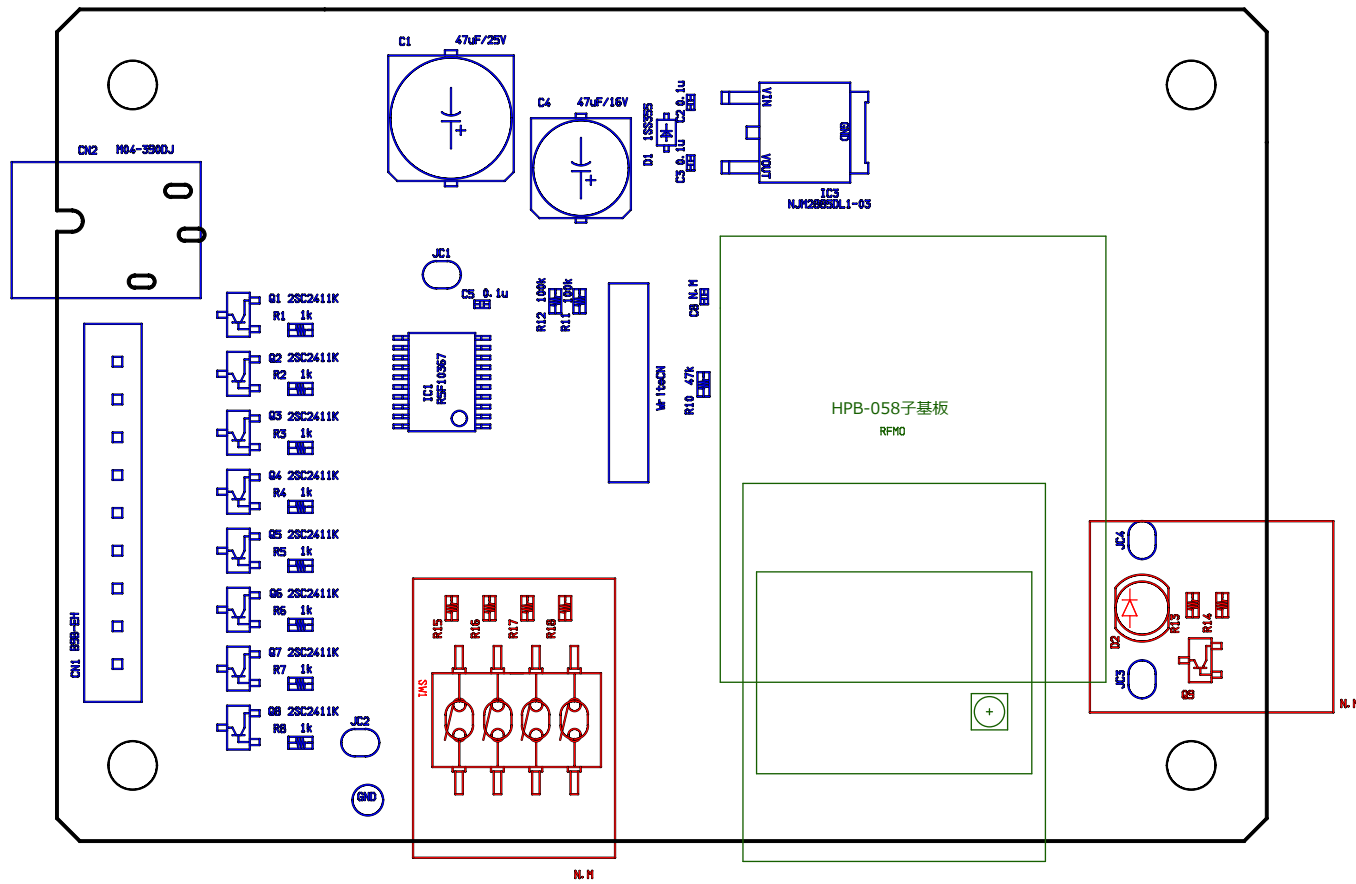 C1 47uF/25V
C4 47uF/16V
D1 1SS355
C2 0.1u
C3 0.1u
VIN
VOUT
GND
IC3
NJM2885DL1-03
CN2 M04-390DJ
JC1
C5 0.1u
R12 100k
R11 100k
C8 N.M
Q1 2SC2411K
R1 1k
Q2 2SC2411K
R2 1k
Q3 2SC2411K
R3 1k
Q4 2SC2411K
R4 1k
Q5 2SC2411K
R5 1k
Q6 2SC2411K
R6 1k
Q7 2SC2411K
R7 1k
Q8 2SC2411K
R8 1k
IC1
R5F10367
WriteCN
R10 47k
HPB-058子基板
RFMO
CN1 B9B-EH
JC2
GND
R15
R16
R17
R18
SW1
N.M
JC4
D2
R13
R14
JC3
Q9
N.M